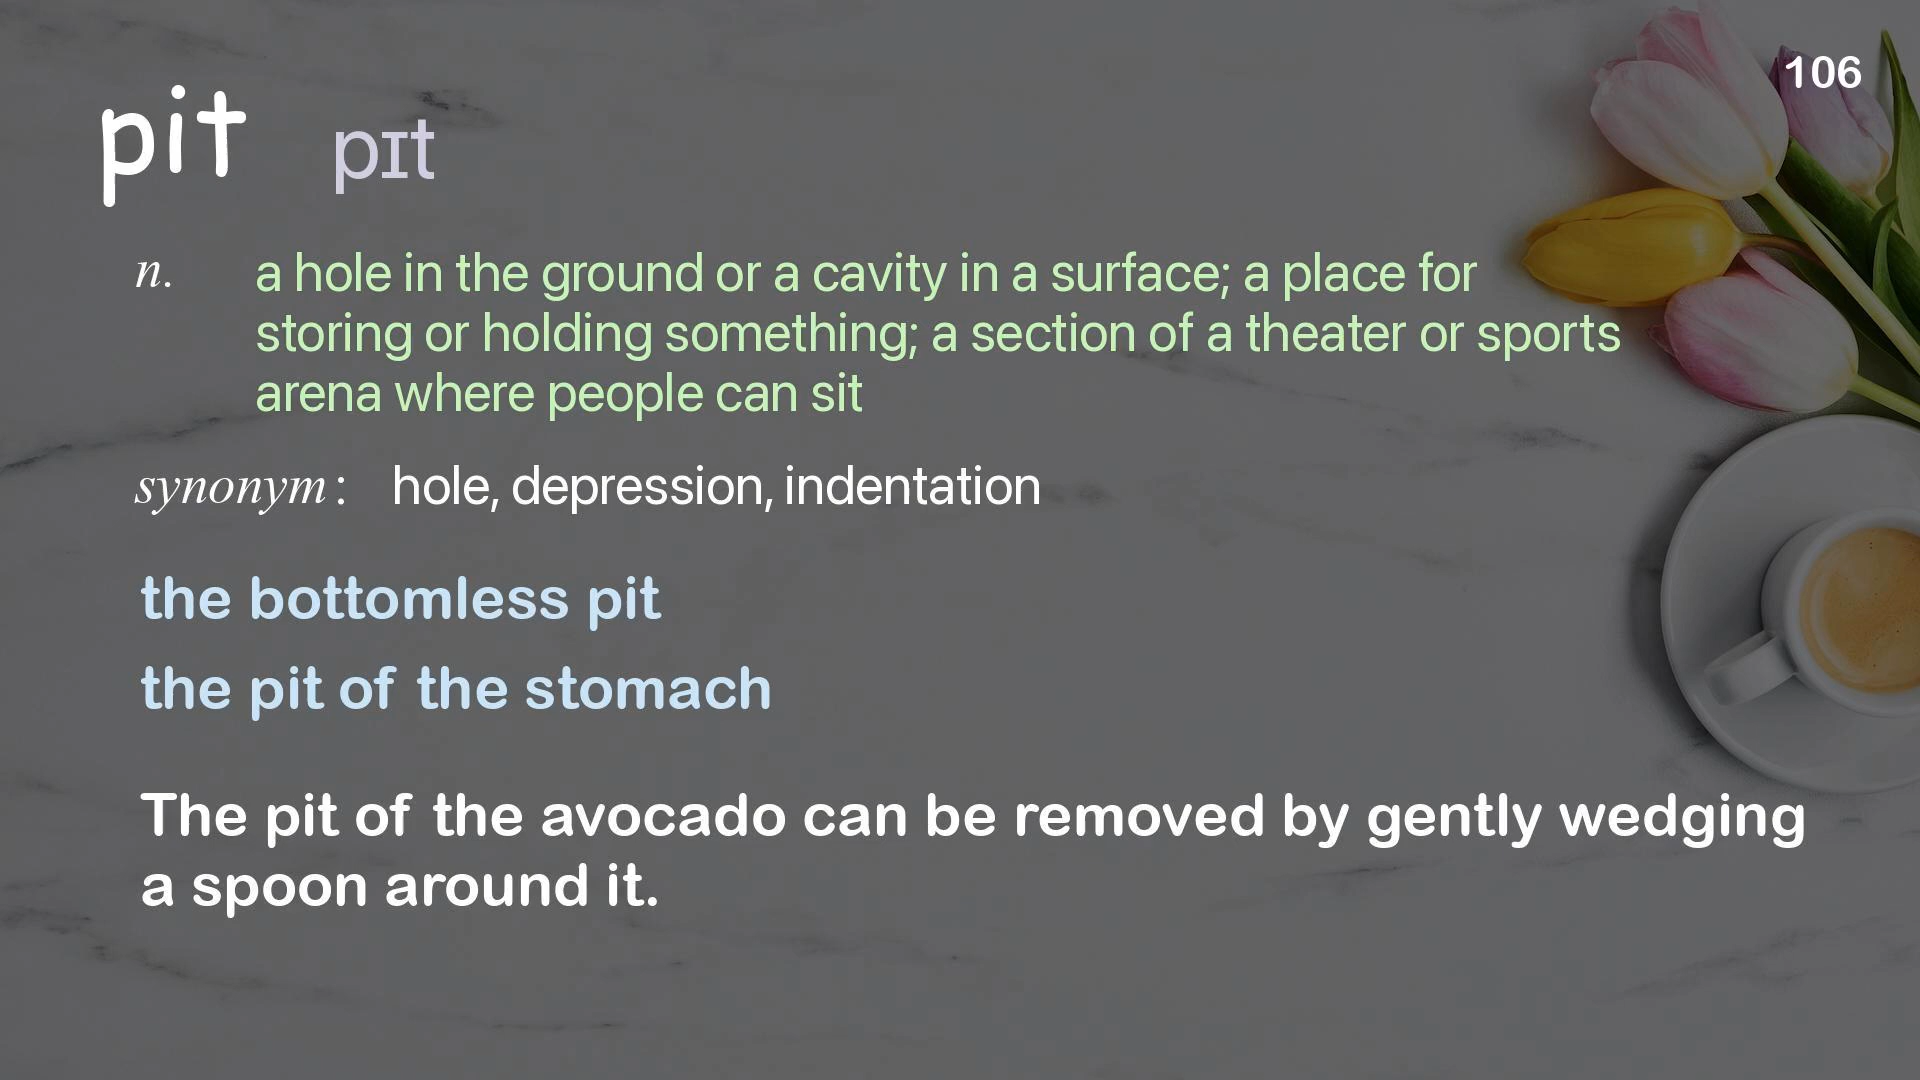 106
pit pɪt
n. a hole in the ground or a cavity in a surface; a place for
storing or holding something; a section of a theater or sports
arena where people can sit
synonym: hole, depression, indentation
the bottomless pit
the pit of the stomach
The pit of the avocado can be removed by gently wedging
a spoon around it.